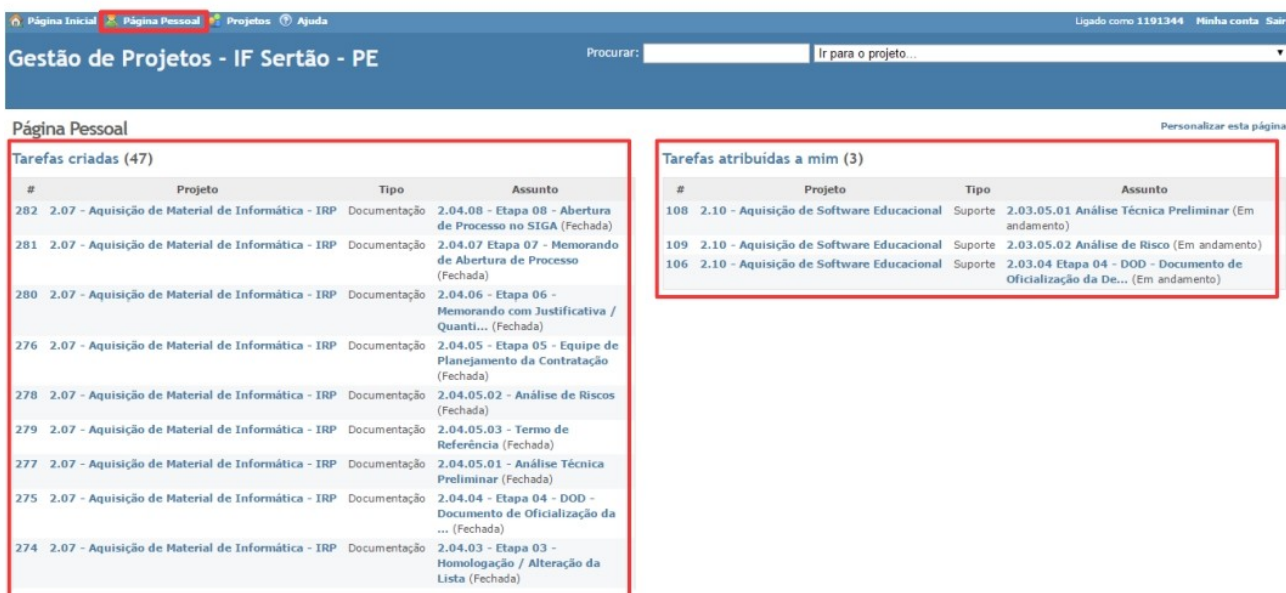 Página Inicial Página Pessoal Projetos Ajuda Ligado como 1191344 Minha conta Sair
Gestão de Projetos - IF Sertão - PE
Procurar: Ir para o projeto...
Página Pessoal
Personalizar esta página
Tarefas criadas (47)
# Projeto Tipo Assunto
282 2.07 - Aquisição de Material de Informática - IRP Documentação 2.04.08 - Etapa 08 - Abertura
de Processo no SIGA (Fechada)
281 2.07 - Aquisição de Material de Informática - IRP Documentação 2.04.07 Etapa 07 - Memorando
de Abertura de Processo
(Fechada)
280 2.07 - Aquisição de Material de Informática - IRP Documentação 2.04.06 - Etapa 06 -
Memorando com Justificativa /
Quanti... (Fechada)
276 2.07 - Aquisição de Material de Informática - IRP Documentação 2.04.05 - Etapa 05 - Equipe de
Planejamento da Contratação
(Fechada)
278 2.07 - Aquisição de Material de Informática - IRP Documentação 2.04.05.02 - Análise de Riscos
(Fechada)
279 2.07 - Aquisição de Material de Informática - IRP Documentação 2.04.05.03 - Termo de
Referência (Fechada)
277 2.07 - Aquisição de Material de Informática - IRP Documentação 2.04.05.01 - Análise Técnica
Preliminar (Fechada)
275 2.07 - Aquisição de Material de Informática - IRP Documentação 2.04.04 - Etapa 04 - DOD -
Documento de Oficialização da
... (Fechada)
274 2.07 - Aquisição de Material de Informática - IRP Documentação 2.04.03 - Etapa 03 -
Homologação / Alteração da
Lista (Fechada)
Tarefas atribuídas a mim (3)
# Projeto Tipo Assunto
108 2.10 - Aquisição de Software Educacional Suporte 2.03.05.01 Análise Técnica Preliminar (Em
andamento)
109 2.10 - Aquisição de Software Educacional Suporte 2.03.05.02 Análise de Risco (Em andamento)
106 2.10 - Aquisição de Software Educacional Suporte 2.03.04 Etapa 04 - DOD - Documento de
Oficialização da De... (Em andamento)